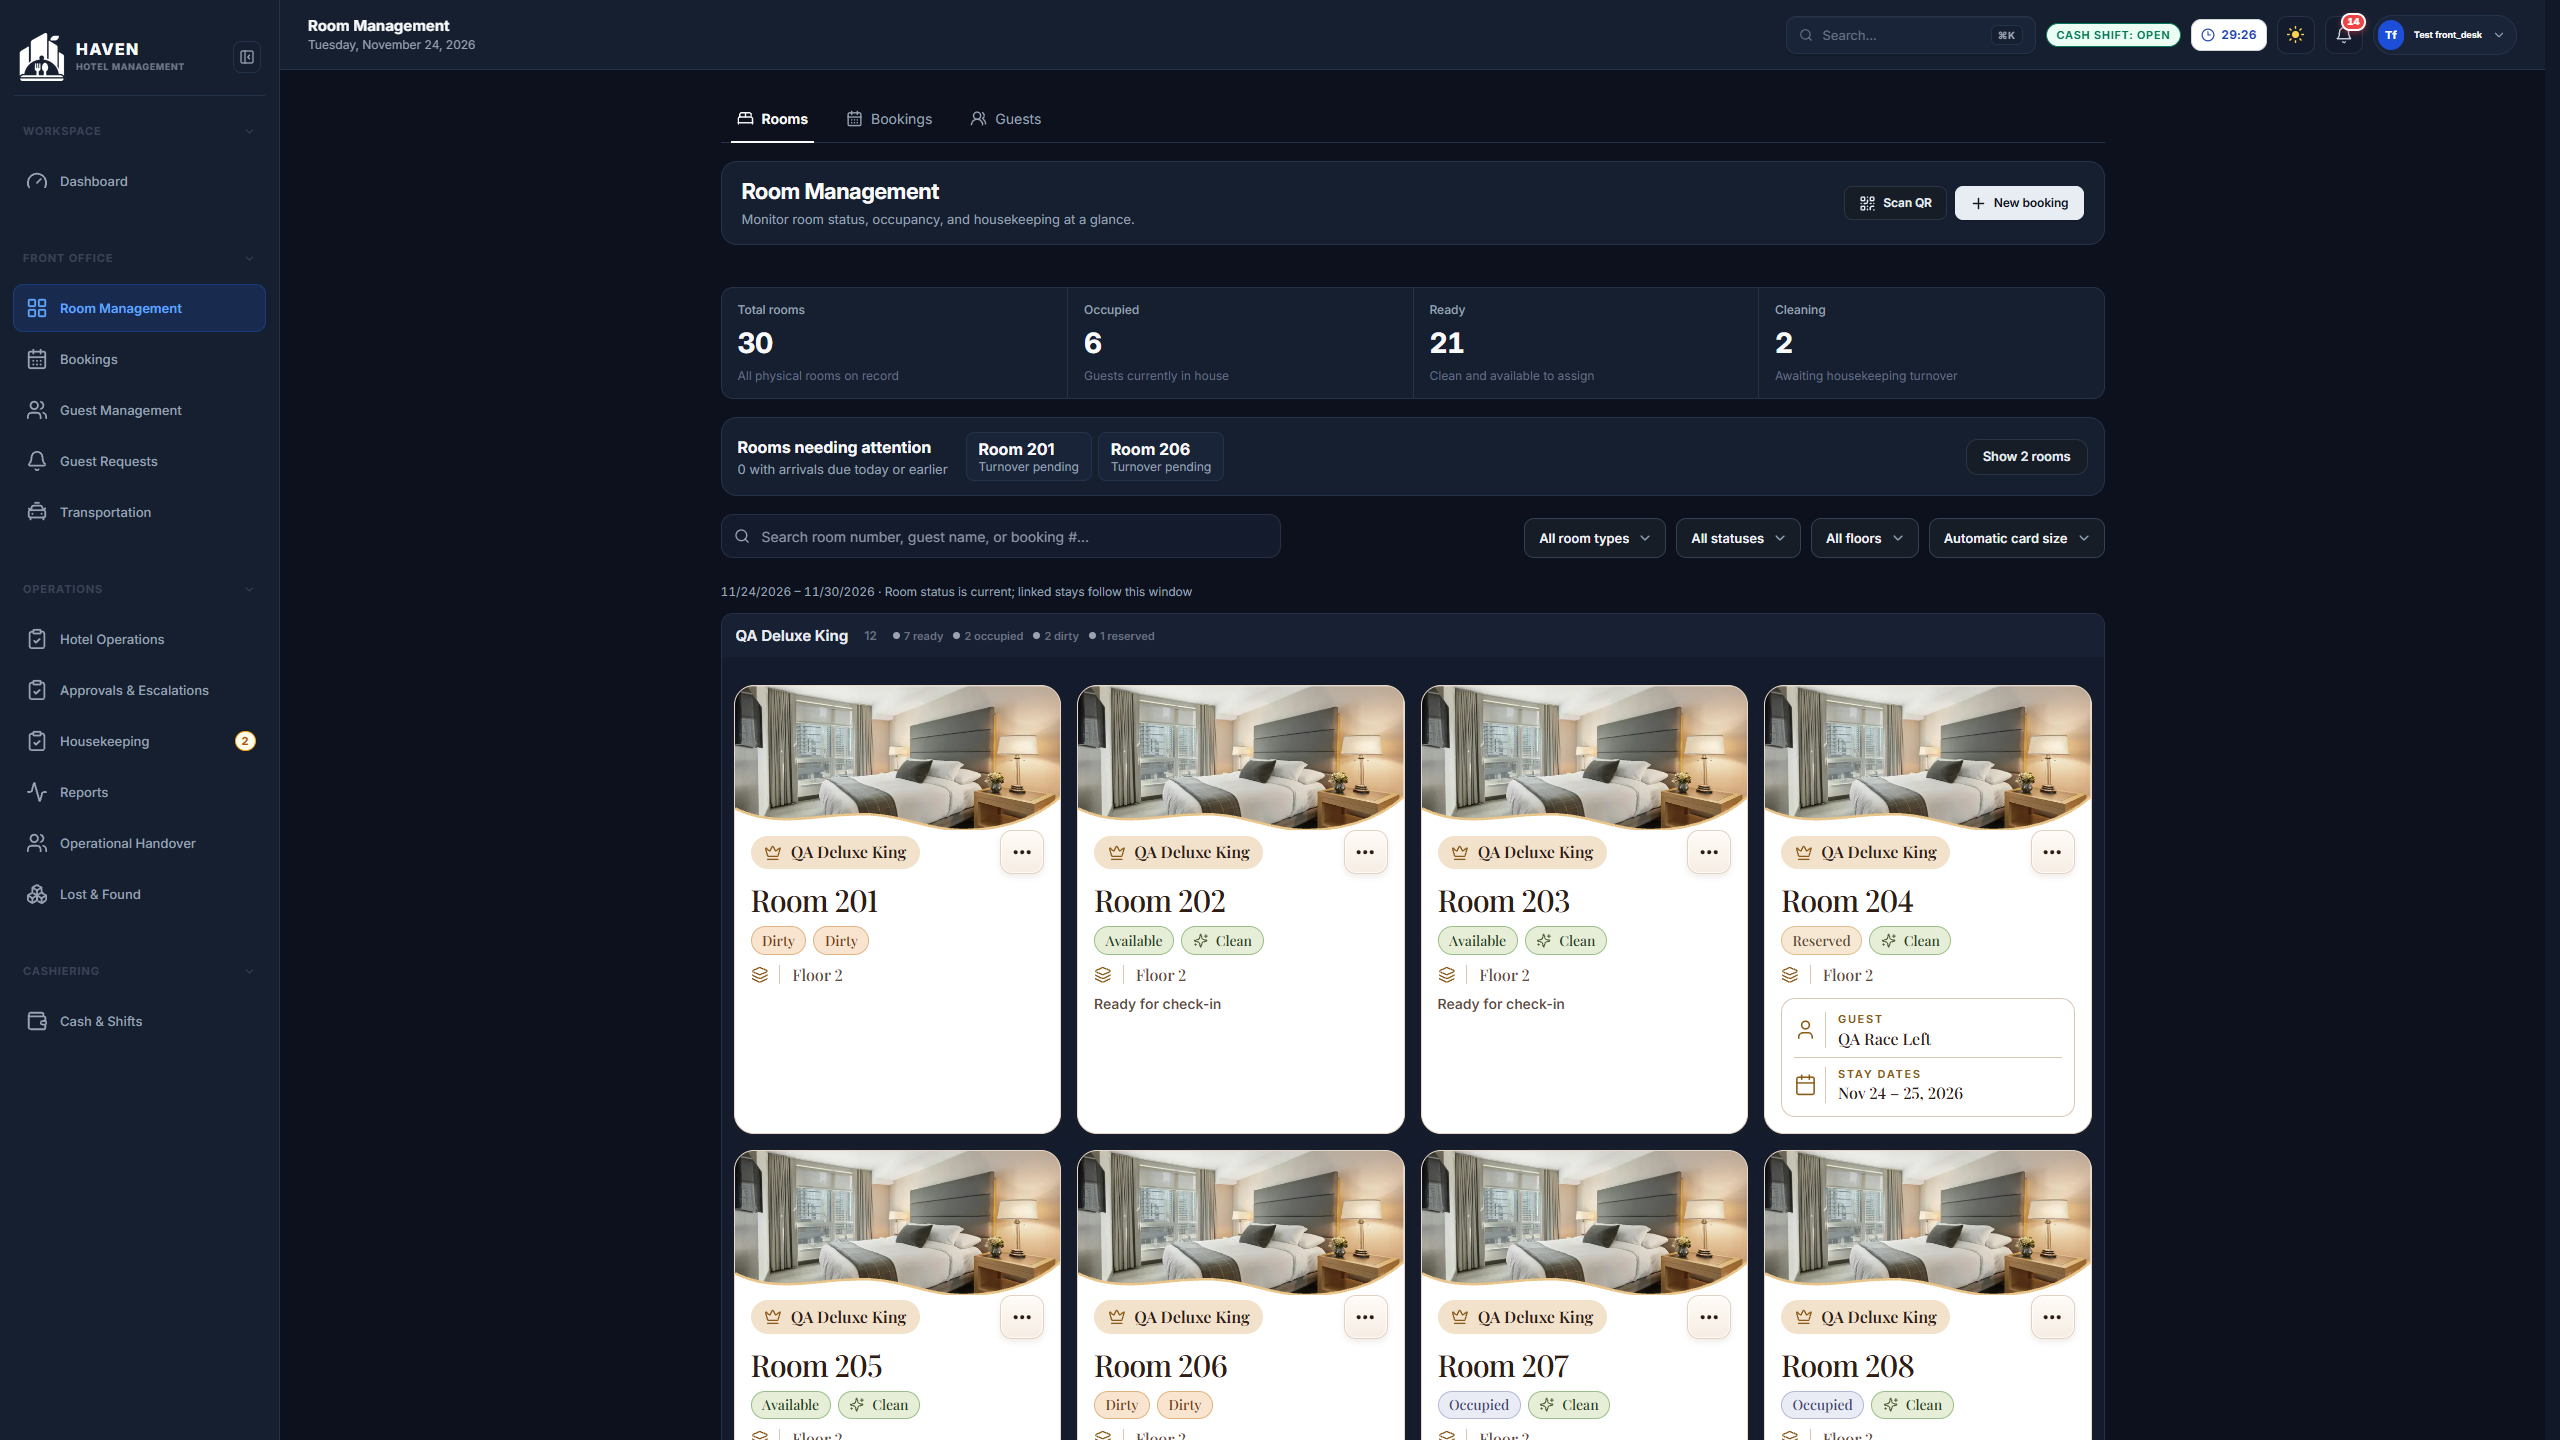 HAVEN
HOTEL MANAGEMENT
WORKSPACE
Dashboard
FRONT OFFICE
Room Management
Bookings
Guest Management
Guest Requests
Transportation
OPERATIONS
Hotel Operations
Approvals & Escalations
Housekeeping 2
Reports
Operational Handover
Lost & Found
CASHIERING
Cash & Shifts
Room Management
Tuesday, November 24, 2026
Search... ⌘K
CASH SHIFT: OPEN
29:26
14
Tf Test front_desk
Rooms Bookings Guests
Room Management
Monitor room status, occupancy, and housekeeping at a glance.
Scan QR
New booking
Total rooms
30
All physical rooms on record
Occupied
6
Guests currently in house
Ready
21
Clean and available to assign
Cleaning
2
Awaiting housekeeping turnover
Rooms needing attention
0 with arrivals due today or earlier
Room 201
Turnover pending
Room 206
Turnover pending
Show 2 rooms
Search room number, guest name, or booking #...
All room types
All statuses
All floors
Automatic card size
11/24/2026 – 11/30/2026 · Room status is current; linked stays follow this window
QA Deluxe King 12 7 ready 2 occupied 2 dirty 1 reserved
QA Deluxe King
Room 201
Dirty Dirty
Floor 2
QA Deluxe King
Room 202
Available Clean
Floor 2
Ready for check-in
QA Deluxe King
Room 203
Available Clean
Floor 2
Ready for check-in
QA Deluxe King
Room 204
Reserved Clean
Floor 2
GUEST
QA Race Left
STAY DATES
Nov 24 – 25, 2026
QA Deluxe King
Room 205
Available Clean
Floor 2
QA Deluxe King
Room 206
Dirty Dirty
Floor 2
QA Deluxe King
Room 207
Occupied Clean
Floor 2
QA Deluxe King
Room 208
Occupied Clean
Floor 2